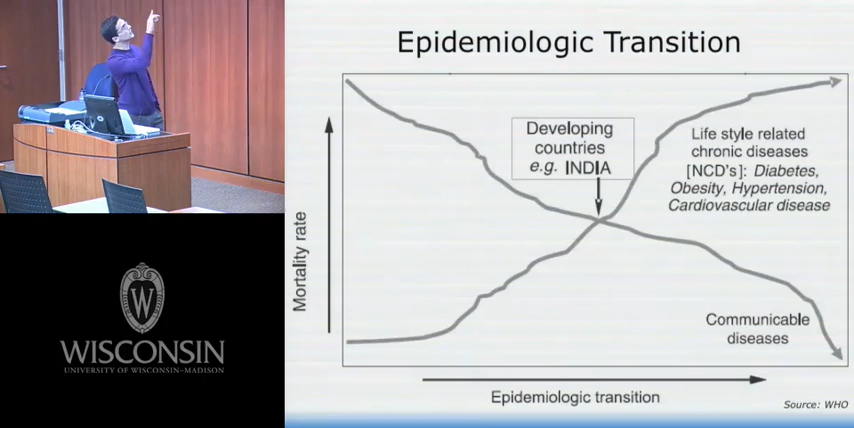 Epidemiologic Transition
Developing
countries
e.g. INDIA
Life style related
chronic diseases
[NCD's]: Diabetes,
Obesity, Hypertension,
Cardiovascular disease
Mortality rate
Communicable
diseases
Epidemiologic transition
Source: WHO
W
WISCONSIN
UNIVERSITY OF WISCONSIN–MADISON